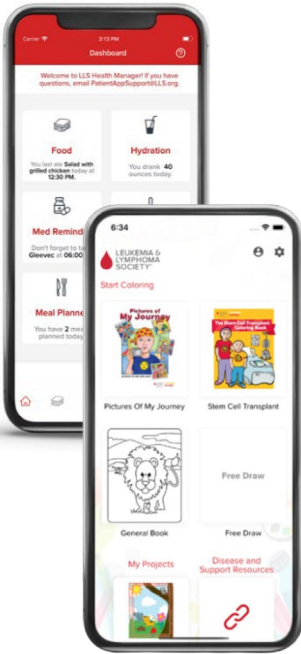 Carrier
2:13 PM
Dashboard
Welcome to LLS Health Manager! If you have
questions, email PatientAppSupport@LLS.org.
Food
You last ate Salad with
grilled chicken today at
12:30 PM.
Hydration
You drank 40
ounces today.
Med Remind
Don't forget to ta
Gleevec at 06:00
Meal Planne
You have 2 mea
planned today
6:34
LEUKEMIA &
LYMPHOMA
SOCIETY®
Start Coloring
Pictures of
My Journey
The Stem Cell Transplant
Coloring Book
Pictures Of My Journey
Stem Cell Transplant
Free Draw
General Book
Free Draw
My Projects
Disease and
Support Resources